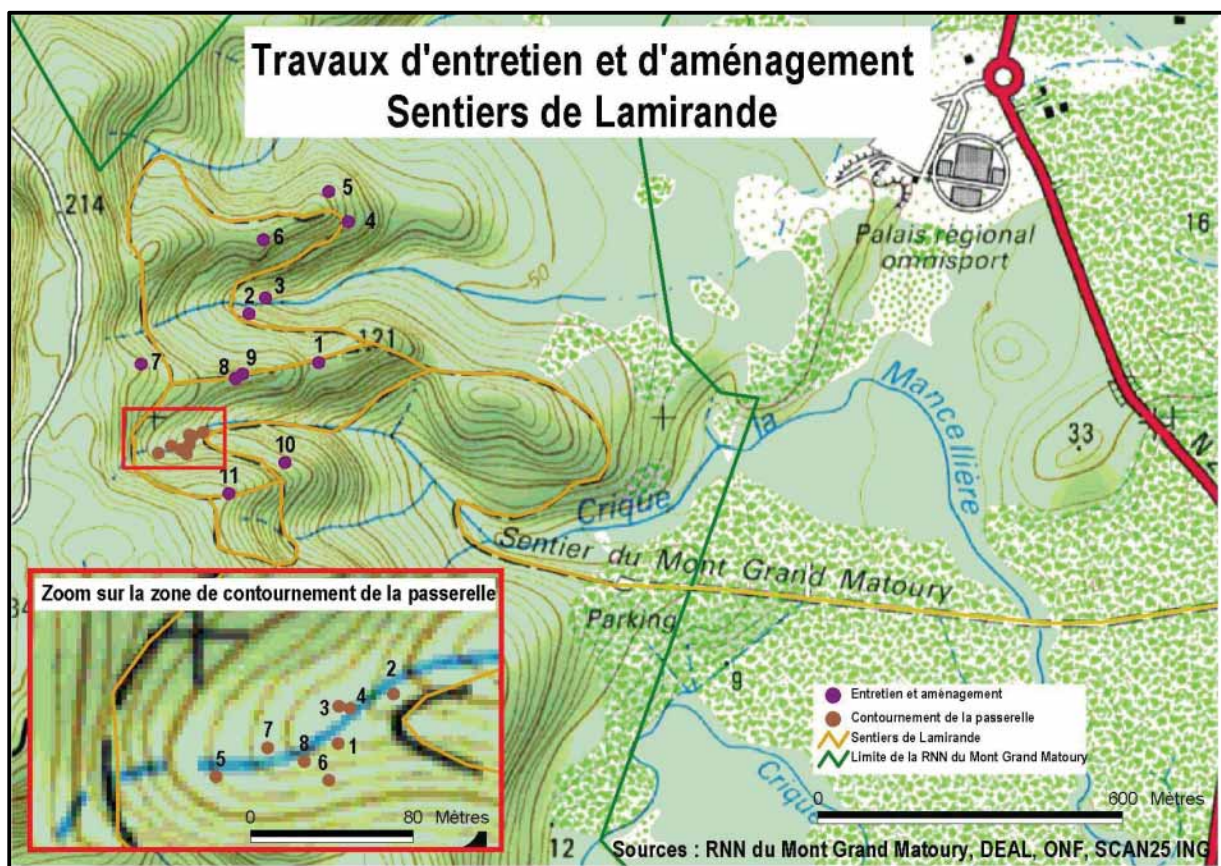 Travaux d'entretien et d'aménagement
Sentiers de Lamirande
214
5
4
6
3
2
121
1
9
8
7
10
11
50
Palais régional
omnisport
16
33
N
Crique
la
Mancellière
Sentier du Mont Grand Matoury
Parking
9
12
Crique
Zoom sur la zone de contournement de la passerelle
2
3
4
7
8
1
5
6
0
80 Mètres
Entretien et aménagement
Contournement de la passerelle
Sentiers de Lamirande
Limite de la RNN du Mont Grand Matoury
0
600 Mètres
Sources : RNN du Mont Grand Matoury, DEAL, ONF, SCAN25 ING